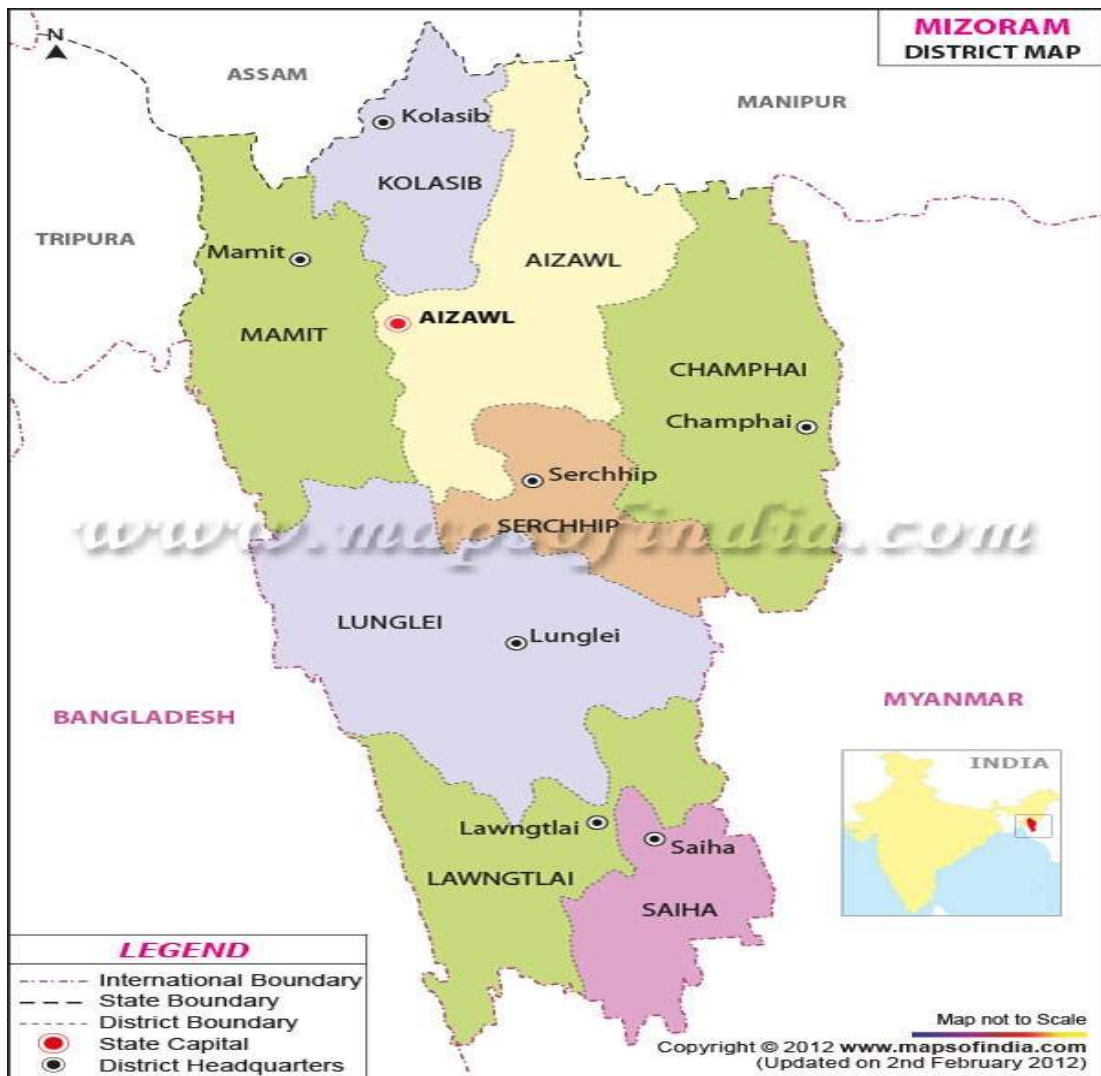 MIZORAM
DISTRICT MAP
N
ASSAM
MANIPUR
Kolasib
KOLASIB
TRIPURA
Mamit
AIZAWL
AIZAWL
MAMIT
CHAMPHAI
Champhai
Serchhip
SERCHHIP
www.mapsofindia.com
LUNGLEI
Lunglei
BANGLADESH
MYANMAR
INDIA
Lawngtlai
Saiha
LAWNGTLAI
SAIHA
LEGEND
International Boundary
State Boundary
District Boundary
State Capital
District Headquarters
Map not to Scale
Copyright © 2012 www.mapsofindia.com
(Updated on 2nd February 2012)